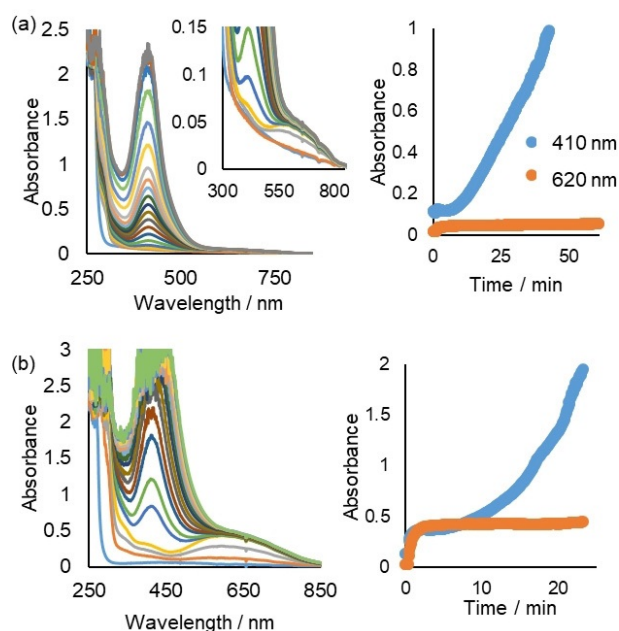 (a)
2.5
2
1.5
1
0.5
0
Absorbance
250 500 750
Wavelength / nm
0.15
0.1
0.05
0
300 550 800
1
0.8
0.6
0.4
0.2
0
Absorbance
410 nm
620 nm
0 25 50
Time / min
(b)
3
2.5
2
1.5
1
0.5
0
Absorbance
250 450 650 850
Wavelength / nm
2
1.5
1
0.5
0
Absorbance
0 10 20
Time / min